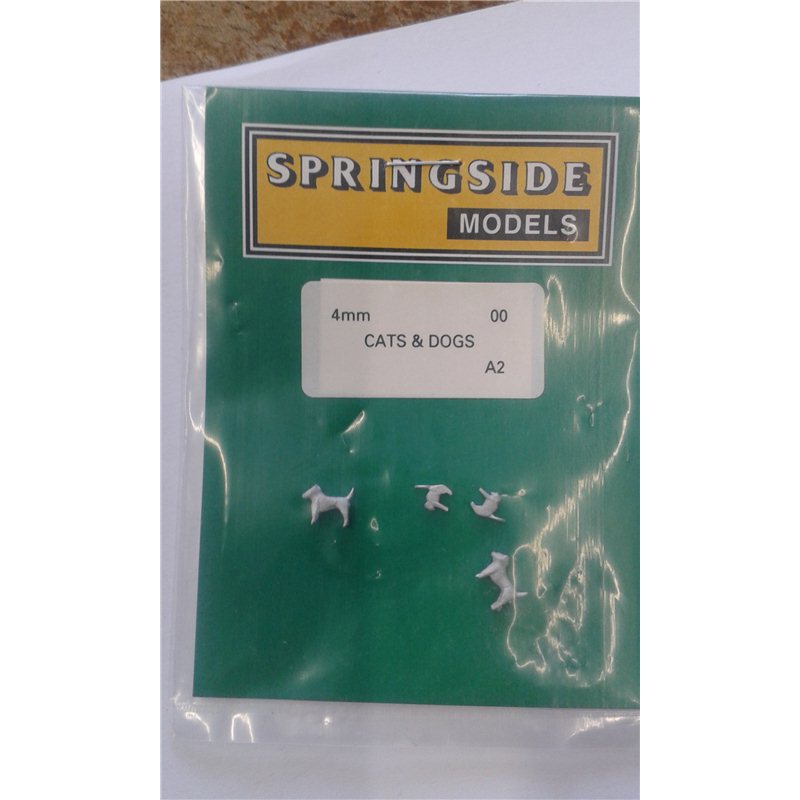 SPRINGSIDE
MODELS
4mm 00
CATS & DOGS
A2